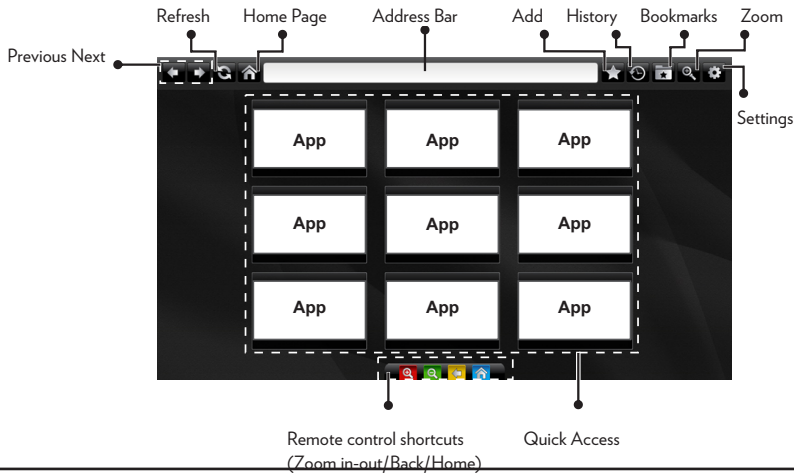 Refresh Home Page Address Bar Add History Bookmarks Zoom
Previous Next
Settings
App App App
App App App
App App App
Remote control shortcuts Quick Access
(Zoom in-out/Back/Home)